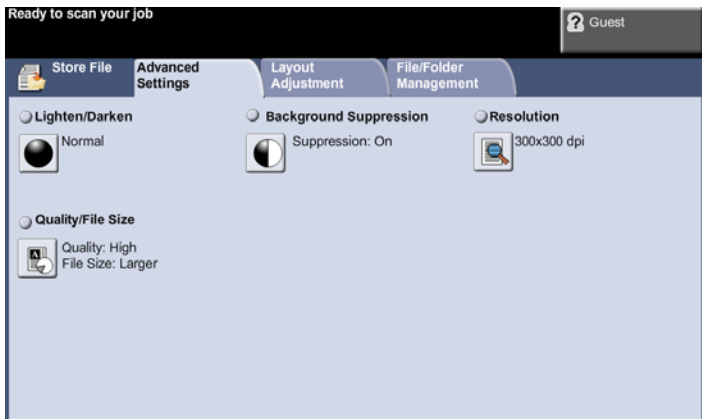 Ready to scan your job
Guest
Store File
Advanced
Settings
Layout
Adjustment
File/Folder
Management
Lighten/Darken
Normal
Background Suppression
Suppression: On
Resolution
300x300 dpi
Quality/File Size
Quality: High
File Size: Larger